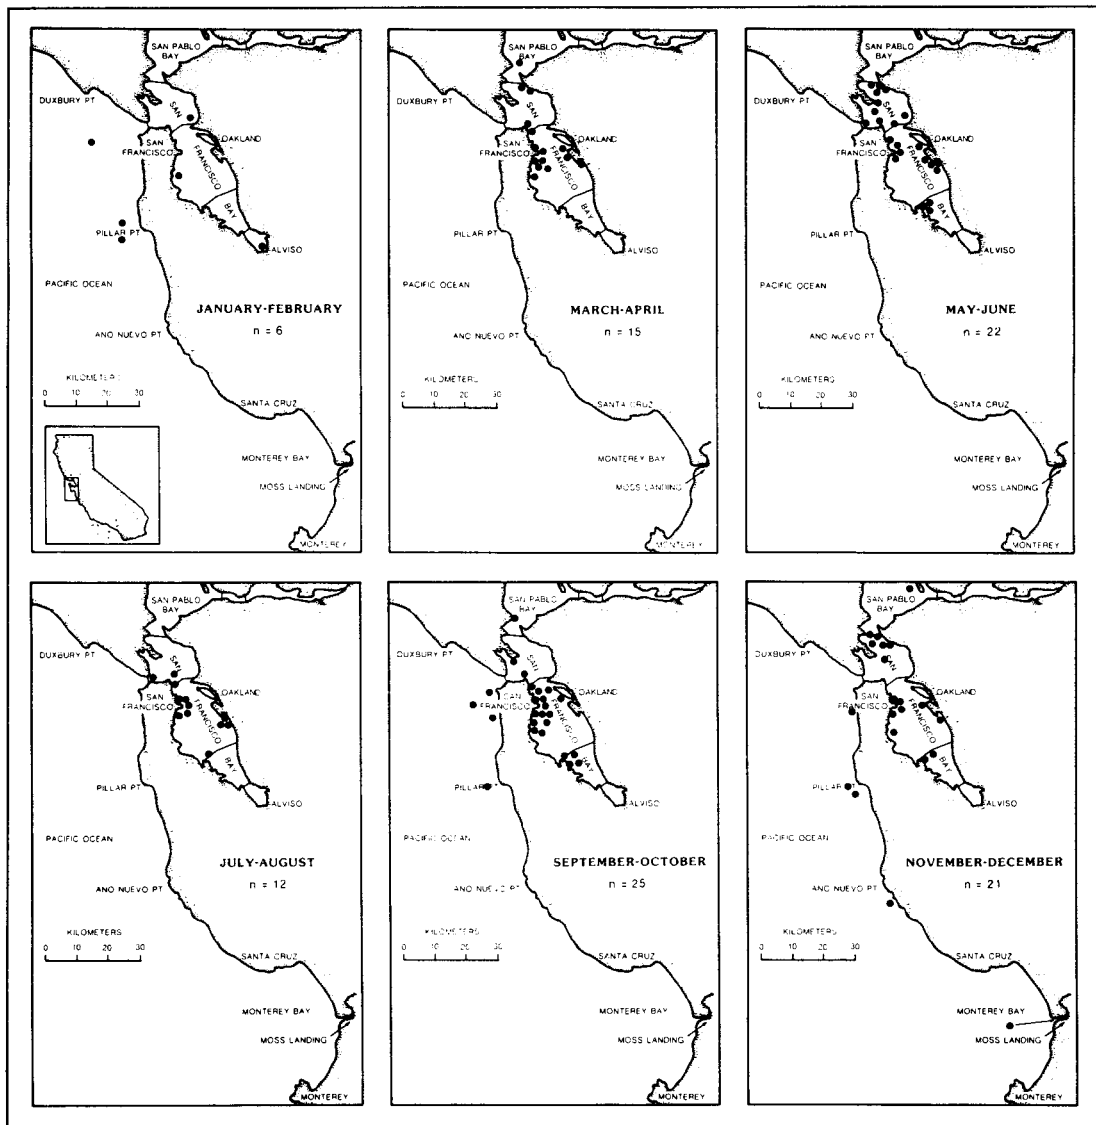 SAN PABLO
BAY
DUXBURY PT
SAN
OAKLAND
SAN
FRANCISCO
FRANCISCO
BAY
PILLAR PT
ALVISO
PACIFIC OCEAN
JANUARY-FEBRUARY
n = 6
ANO NUEVO PT
KILOMETERS
0 10 20 30
SANTA CRUZ
MONTEREY BAY
MOSS LANDING
MONTEREY
SAN PABLO
BAY
DUXBURY PT
SAN
OAKLAND
SAN
FRANCISCO
FRANCISCO
BAY
PILLAR PT
ALVISO
PACIFIC OCEAN
MARCH-APRIL
n = 15
ANO NUEVO PT
KILOMETERS
0 10 20 30
SANTA CRUZ
MONTEREY BAY
MOSS LANDING
MONTEREY
SAN PABLO
BAY
DUXBURY PT
SAN
OAKLAND
SAN
FRANCISCO
FRANCISCO
BAY
PILLAR PT
ALVISO
PACIFIC OCEAN
MAY-JUNE
n = 22
ANO NUEVO PT
KILOMETERS
0 10 20 30
SANTA CRUZ
MONTEREY BAY
MOSS LANDING
MONTEREY
SAN PABLO
BAY
DUXBURY PT
SAN
OAKLAND
SAN
FRANCISCO
FRANCISCO
BAY
PILLAR PT
ALVISO
PACIFIC OCEAN
JULY-AUGUST
n = 12
ANO NUEVO PT
KILOMETERS
0 10 20 30
SANTA CRUZ
MONTEREY BAY
MOSS LANDING
MONTEREY
SAN PABLO
BAY
DUXBURY PT
SAN
OAKLAND
SAN
FRANCISCO
FRANCISCO
BAY
PILLAR
ALVISO
PACIFIC OCEAN
SEPTEMBER-OCTOBER
n = 25
ANO NUEVO PT
KILOMETERS
0 10 20 30
SANTA CRUZ
MONTEREY BAY
MOSS LANDING
MONTEREY
SAN PABLO
BAY
DUXBURY PT
SAN
OAKLAND
SAN
FRANCISCO
FRANCISCO
BAY
PILLAR
ALVISO
PACIFIC OCEAN
NOVEMBER-DECEMBER
n = 21
ANO NUEVO PT
KILOMETERS
0 10 20 30
SANTA CRUZ
MONTEREY BAY
MOSS LANDING
MONTEREY